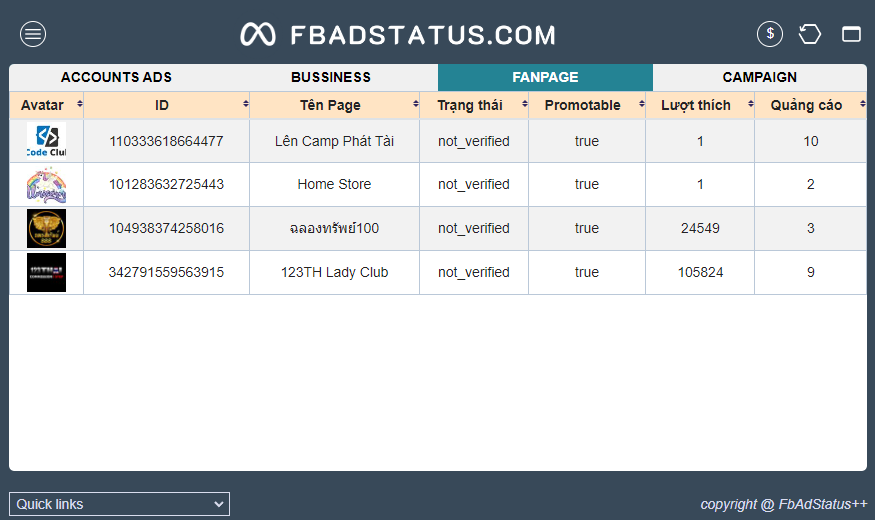 FBADSTATUS.COM
$
ACCOUNTS ADS BUSSINESS FANPAGE CAMPAIGN
Avatar ID Tên Page Trạng thái Promotable Lượt thích Quảng cáo
Code Club 110333618664477 Lên Camp Phát Tài not_verified true 1 10
101283632725443 Home Store not_verified true 1 2
104938374258016 ฉลองทรัพย์100 not_verified true 24549 3
342791559563915 123TH Lady Club not_verified true 105824 9
Quick links
copyright @ FbAdStatus++